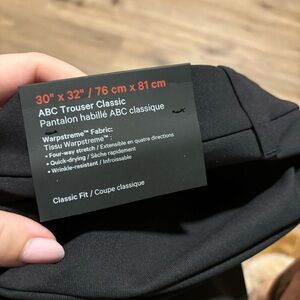 30" x 32" / 76 cm x 81 cm
ABC Trouser Classic
Pantalon habillé ABC classique
Warpstreme™ Fabric:
Tissu Warpstreme™ :
• Four-way stretch / Extensible en quatre directions
• Quick-drying / Sèche rapidement
• Wrinkle-resistant / Infroissable
Classic Fit / Coupe classique